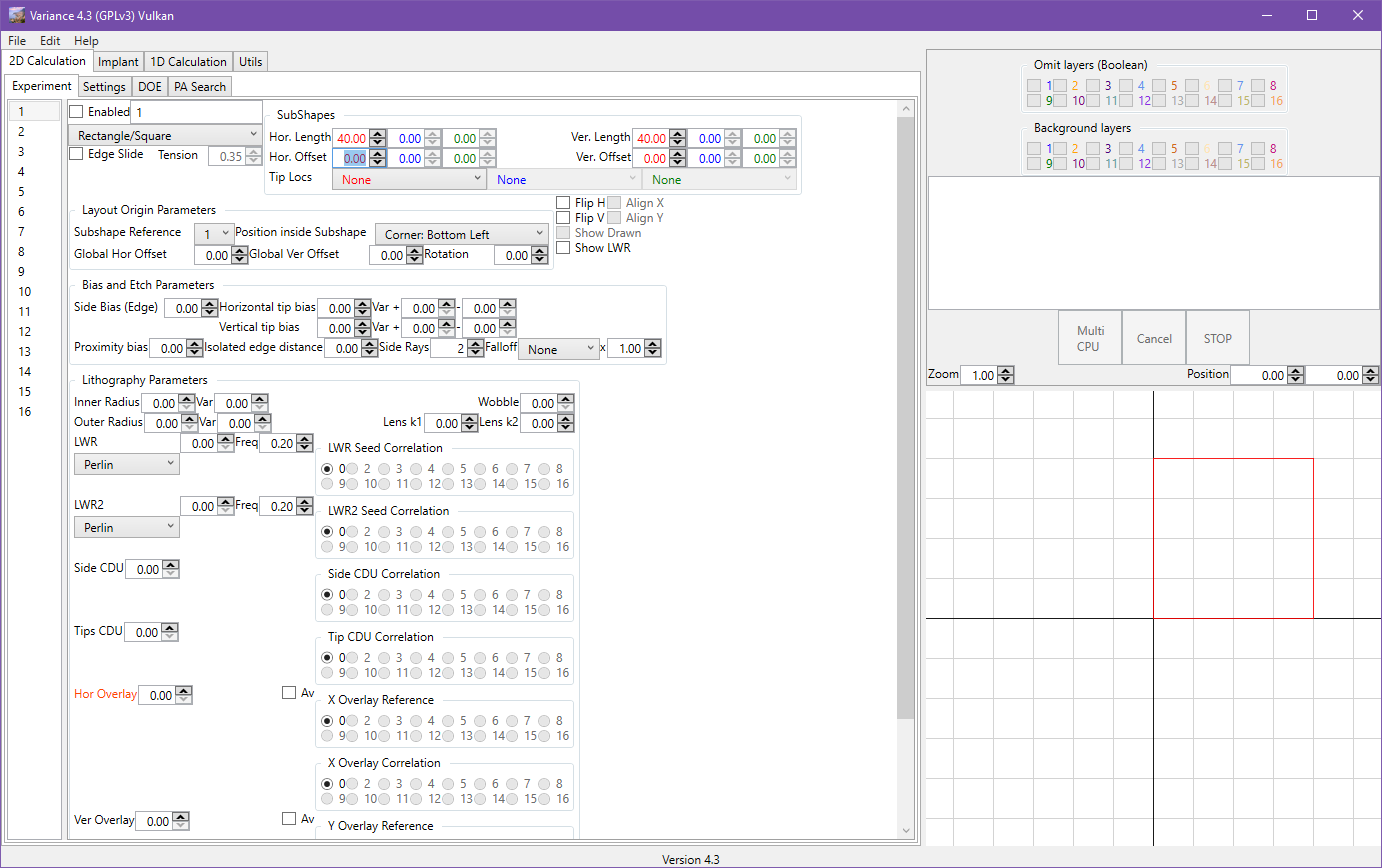 Variance 4.3 (GPLv3) Vulkan
File Edit Help
2D Calculation Implant 1D Calculation Utils
Experiment Settings DOE PA Search
1
2
3
4
5
6
7
8
9
10
11
12
13
14
15
16
Enabled 1
Rectangle/Square
Edge Slide Tension 0.35
SubShapes
Hor. Length 40.00 0.00 0.00 Ver. Length 40.00 0.00 0.00
Hor. Offset 0.00 0.00 0.00 Ver. Offset 0.00 0.00 0.00
Tip Locs None None None
Flip H Align X
Flip V Align Y
Show Drawn
Show LWR
Layout Origin Parameters
Subshape Reference 1 Position inside Subshape Corner: Bottom Left
Global Hor Offset 0.00 Global Ver Offset 0.00 Rotation 0.00
Bias and Etch Parameters
Side Bias (Edge) 0.00 Horizontal tip bias 0.00 Var + 0.00 - 0.00
Vertical tip bias 0.00 Var + 0.00 - 0.00
Proximity bias 0.00 Isolated edge distance 0.00 Side Rays 2 Falloff None x 1.00
Lithography Parameters
Inner Radius 0.00 Var 0.00 Wobble 0.00
Outer Radius 0.00 Var 0.00 Lens k1 0.00 Lens k2 0.00
LWR 0.00 Freq 0.20
Perlin
LWR Seed Correlation
0 2 3 4 5 6 7 8
9 10 11 12 13 14 15 16
LWR2 0.00 Freq 0.20
Perlin
LWR2 Seed Correlation
0 2 3 4 5 6 7 8
9 10 11 12 13 14 15 16
Side CDU 0.00
Side CDU Correlation
0 2 3 4 5 6 7 8
9 10 11 12 13 14 15 16
Tips CDU 0.00
Tip CDU Correlation
0 2 3 4 5 6 7 8
9 10 11 12 13 14 15 16
Hor Overlay 0.00 Av
X Overlay Reference
0 2 3 4 5 6 7 8
9 10 11 12 13 14 15 16
X Overlay Correlation
0 2 3 4 5 6 7 8
9 10 11 12 13 14 15 16
Ver Overlay 0.00 Av
Y Overlay Reference
Omit layers (Boolean)
1 2 3 4 5 6 7 8
9 10 11 12 13 14 15 16
Background layers
1 2 3 4 5 6 7 8
9 10 11 12 13 14 15 16
Multi CPU
Cancel
STOP
Zoom 1.00 Position 0.00 0.00
Version 4.3